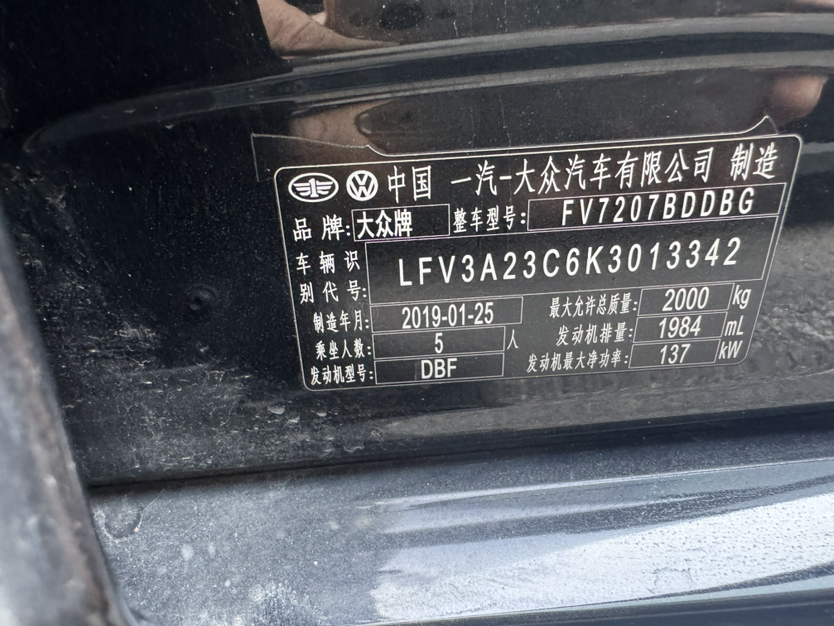 中国 一汽-大众汽车有限公司 制造
品 牌: 大众牌 整车型号: FV7207BDDBG
车 辆 识 别 代 号: LFV3A23C6K3013342
制造年月: 2019-01-25 最大允许总质量: 2000 kg
乘坐人数: 5 人 发动机排量: 1984 mL
发动机型号: DBF 发动机最大净功率: 137 kW